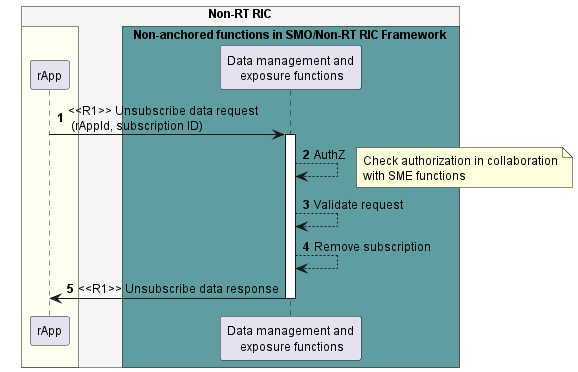 Non-RT RIC
Non-anchored functions in SMO/Non-RT RIC Framework
rApp
Data management and
exposure functions
1 <<R1>> Unsubscribe data request
(rAppId, subscription ID)
2 AuthZ
Check authorization in collaboration
with SME functions
3 Validate request
4 Remove subscription
5 <<R1>> Unsubscribe data response
rApp
Data management and
exposure functions